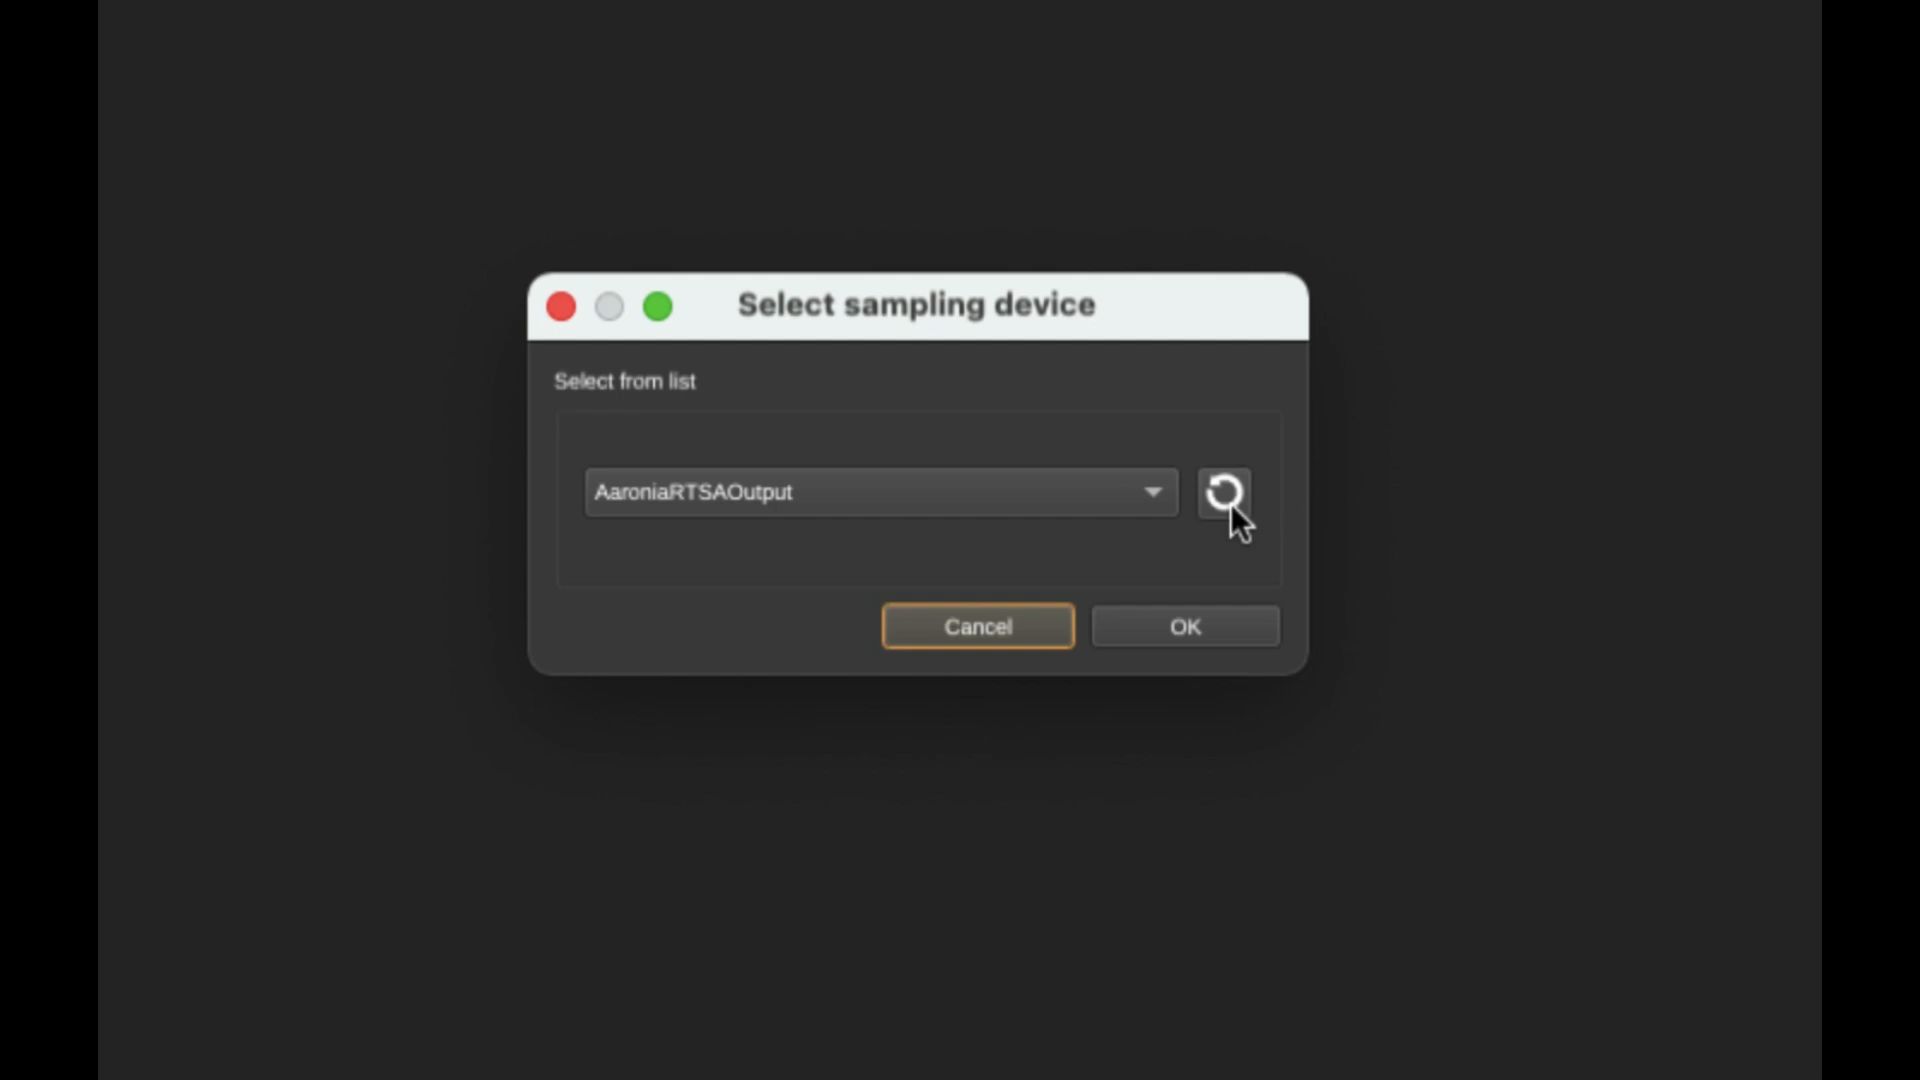 Select sampling device
Select from list
AaroniaRTSAOutput
Cancel
OK